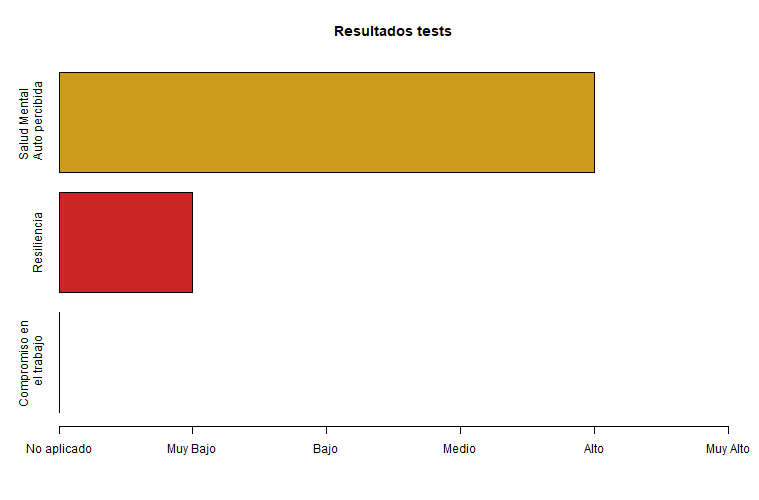 Resultados tests
Salud Mental
Auto percibida
Resiliencia
Compromiso en
el trabajo
No aplicado
Muy Bajo
Bajo
Medio
Alto
Muy Alto